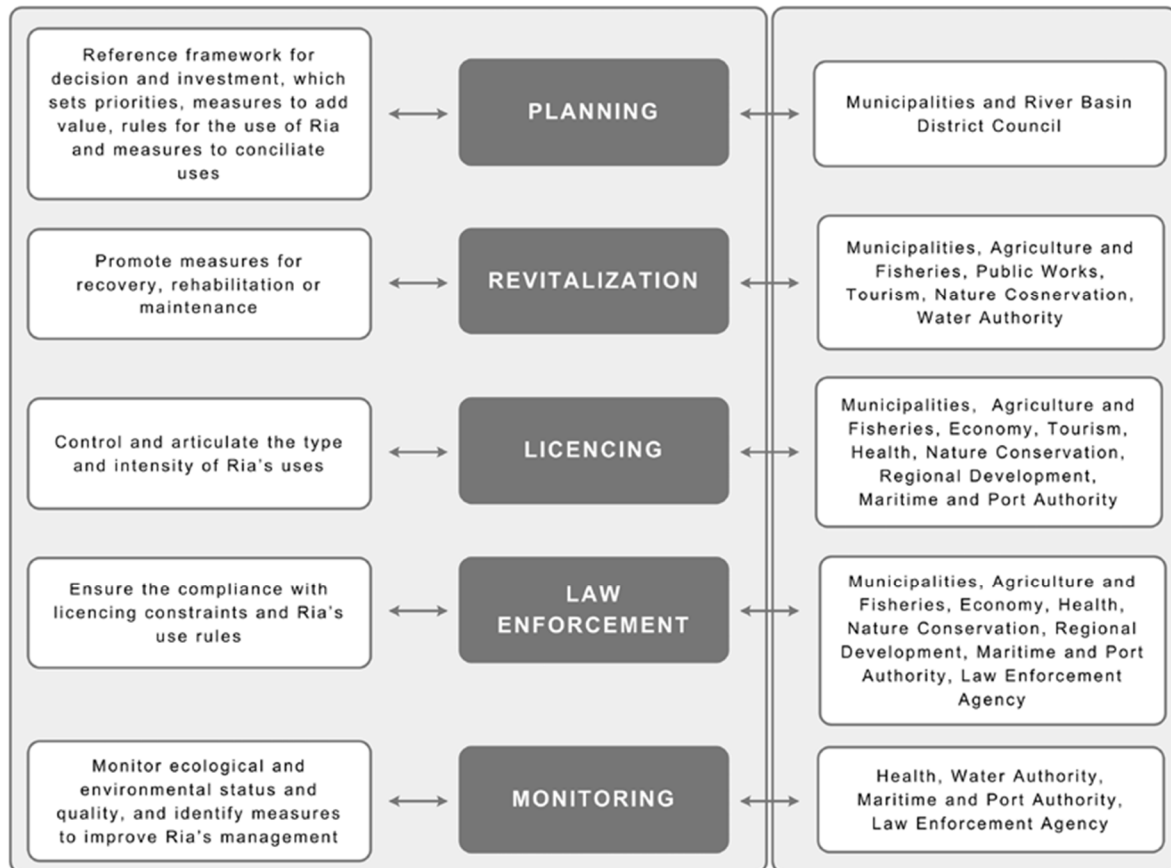 Reference framework for
decision and investment, which
sets priorities, measures to add
value, rules for the use of Ria
and measures to conciliate
uses
PLANNING
Municipalities and River Basin
District Council
Promote measures for
recovery, rehabilitation or
maintenance
REVITALIZATION
Municipalities, Agriculture and
Fisheries, Public Works,
Tourism, Nature Cosnervation,
Water Authority
Control and articulate the type
and intensity of Ria's uses
LICENCING
Municipalities, Agriculture and
Fisheries, Economy, Tourism,
Health, Nature Conservation,
Regional Development,
Maritime and Port Authority
Ensure the compliance with
licencing constraints and Ria's
use rules
LAW
ENFORCEMENT
Municipalities, Agriculture and
Fisheries, Economy, Health,
Nature Conservation, Regional
Development, Maritime and Port
Authority, Law Enforcement
Agency
Monitor ecological and
environmental status and
quality, and identify measures
to improve Ria's management
MONITORING
Health, Water Authority,
Maritime and Port Authority,
Law Enforcement Agency